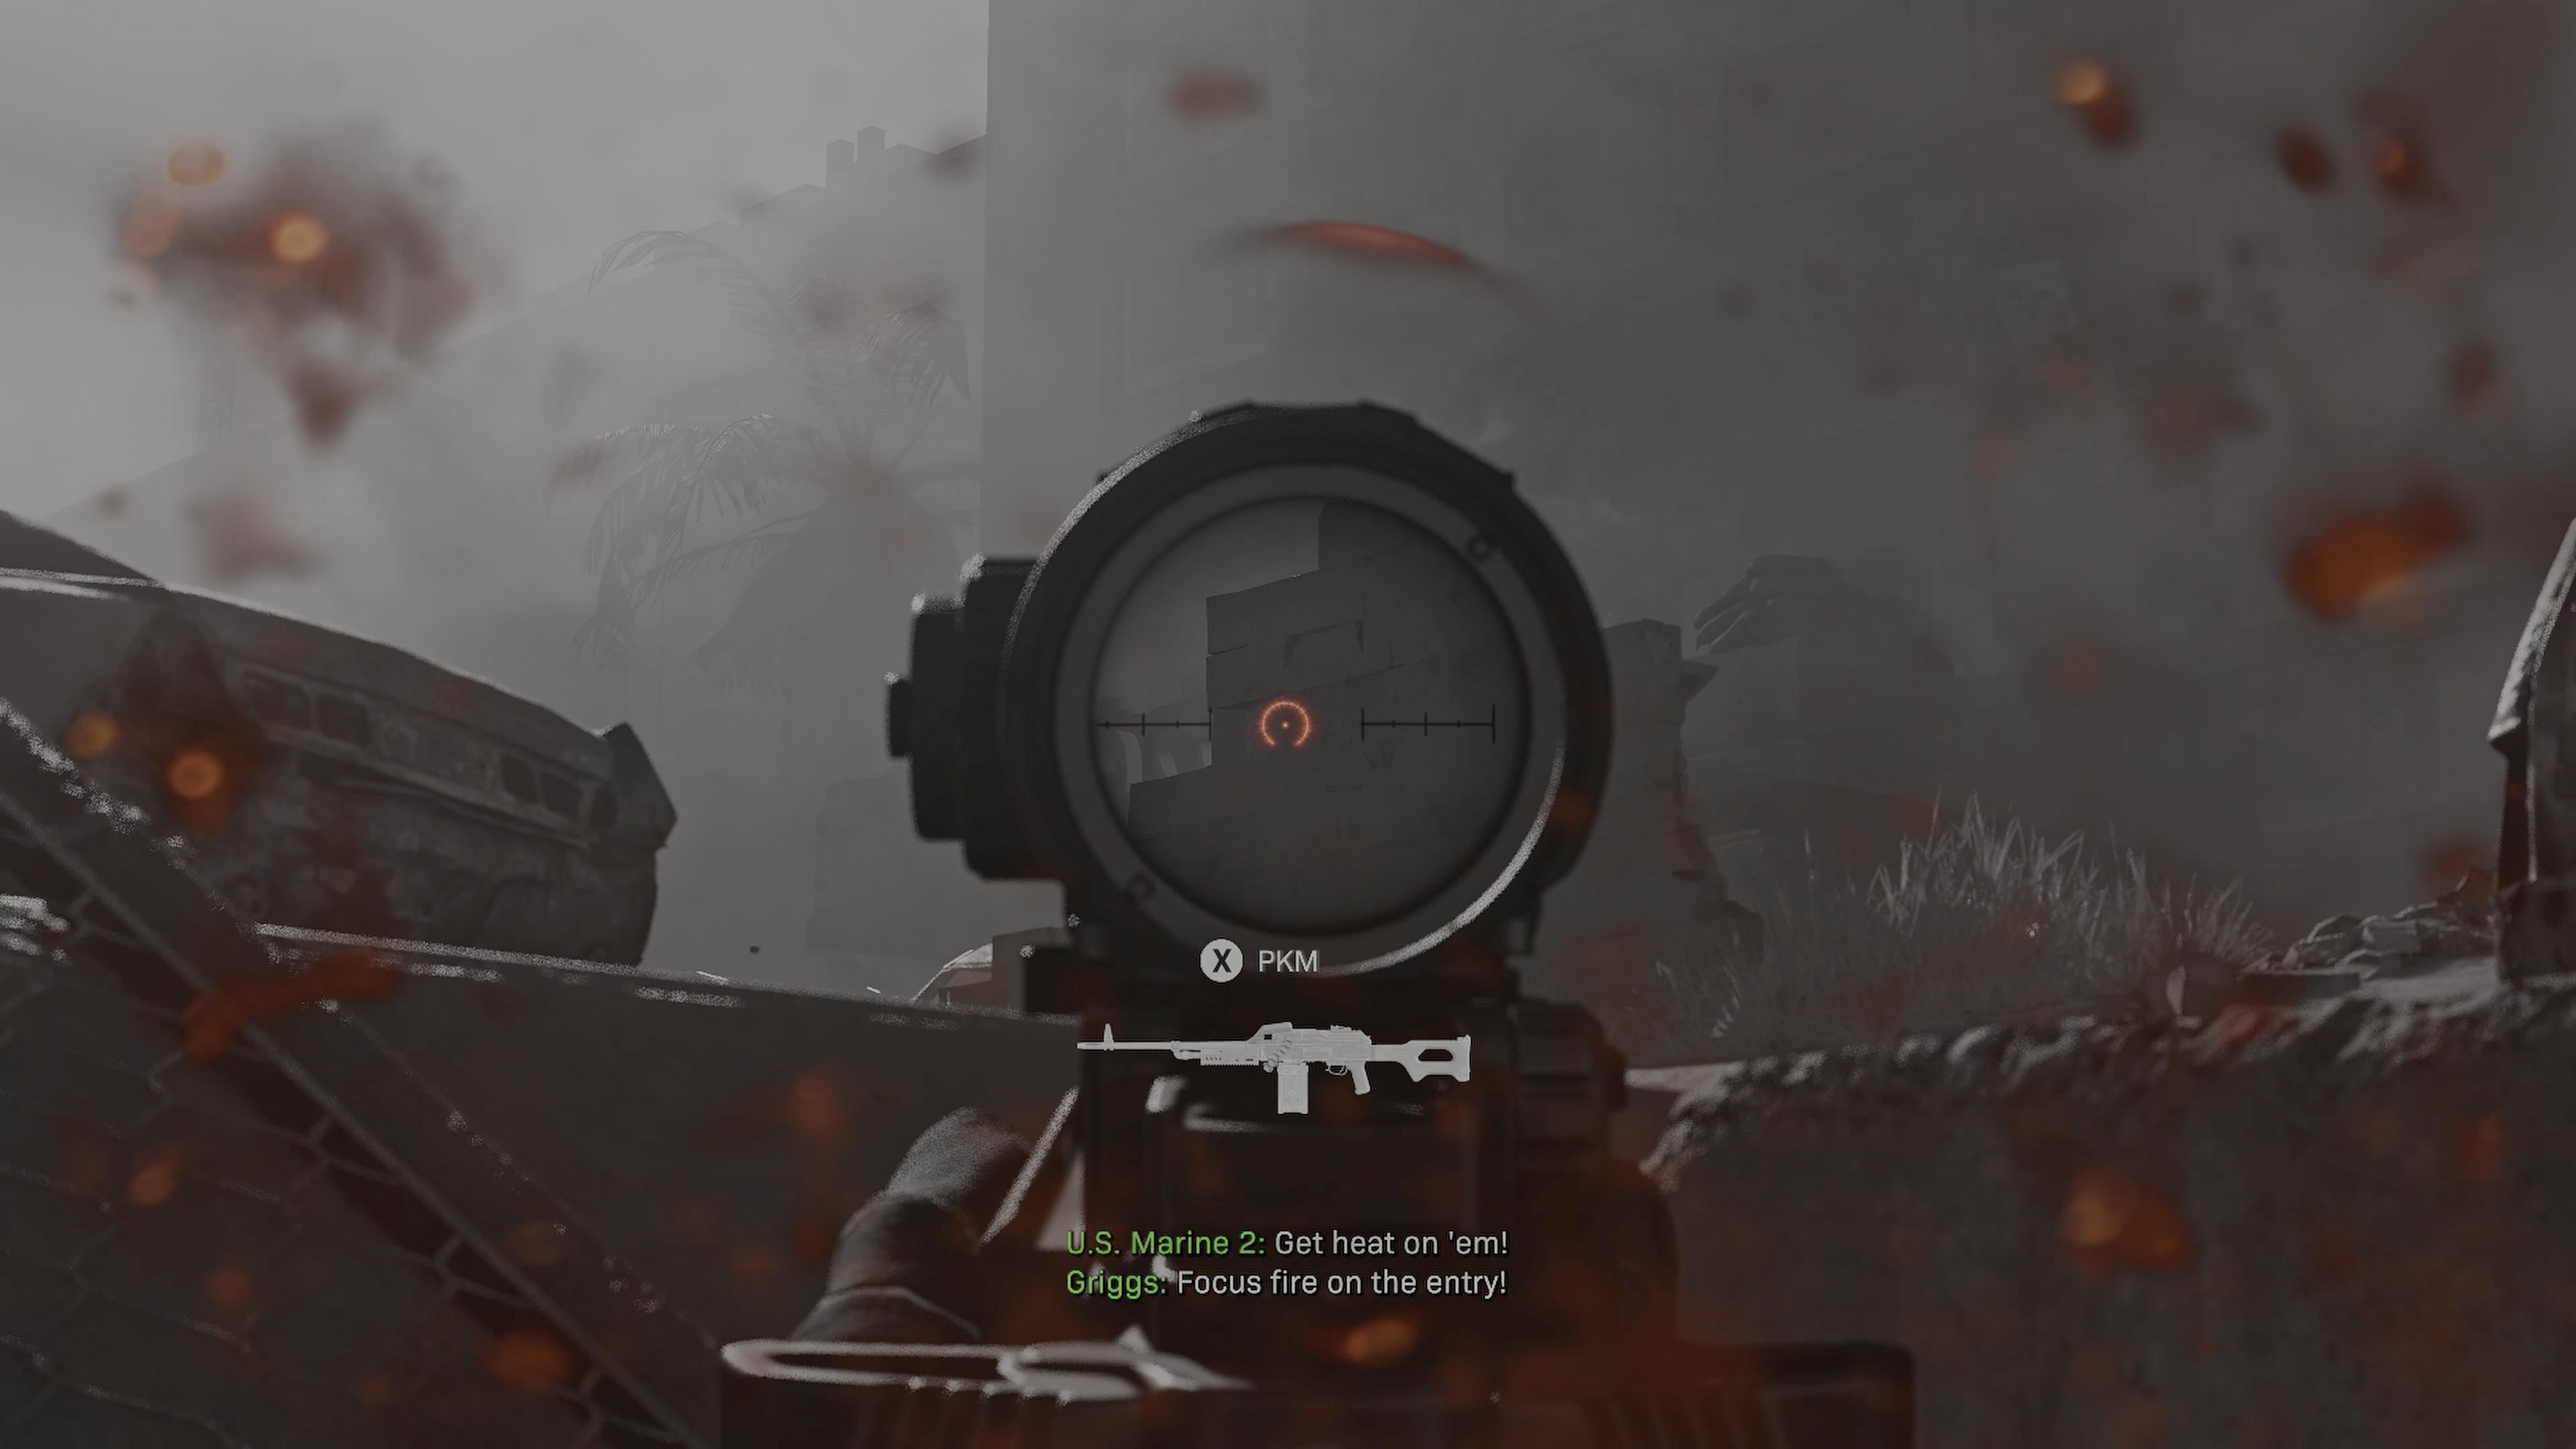 X PKM
U.S. Marine 2: Get heat on 'em!
Griggs: Focus fire on the entry!